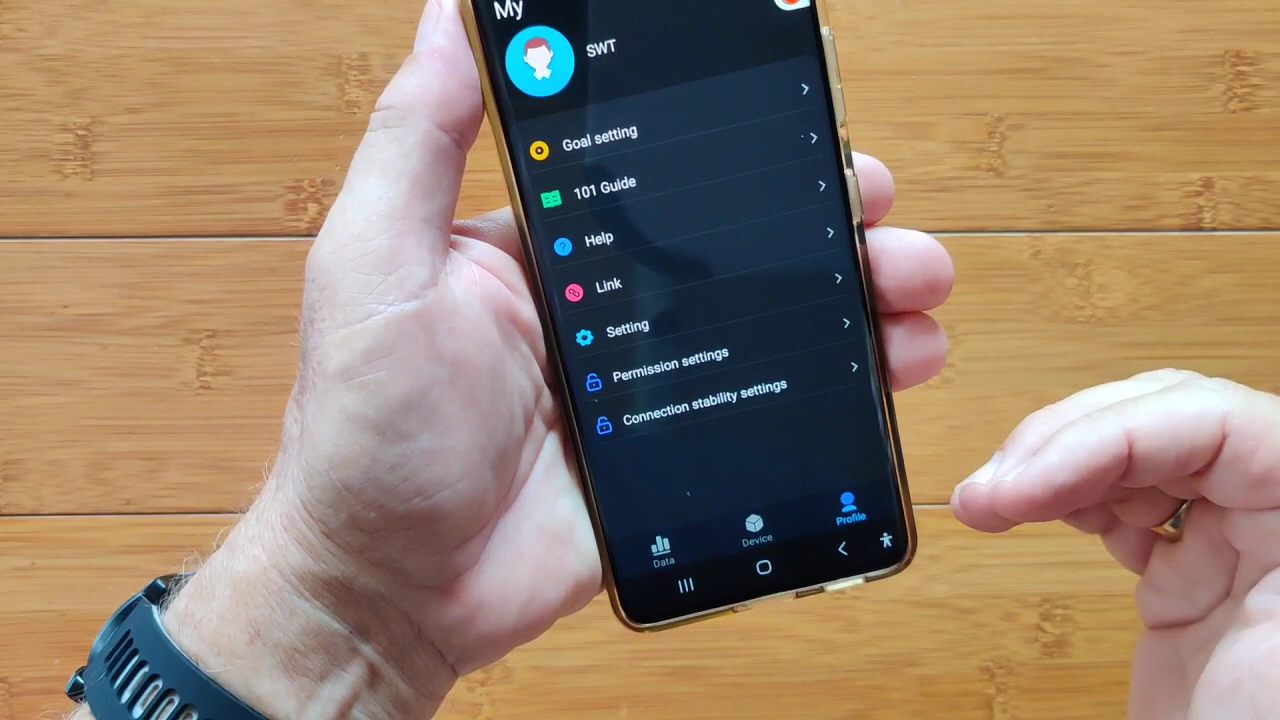 My
SWT
Goal setting
101 Guide
Help
Link
Setting
Permission settings
Connection stability settings
Data
Device
Profile